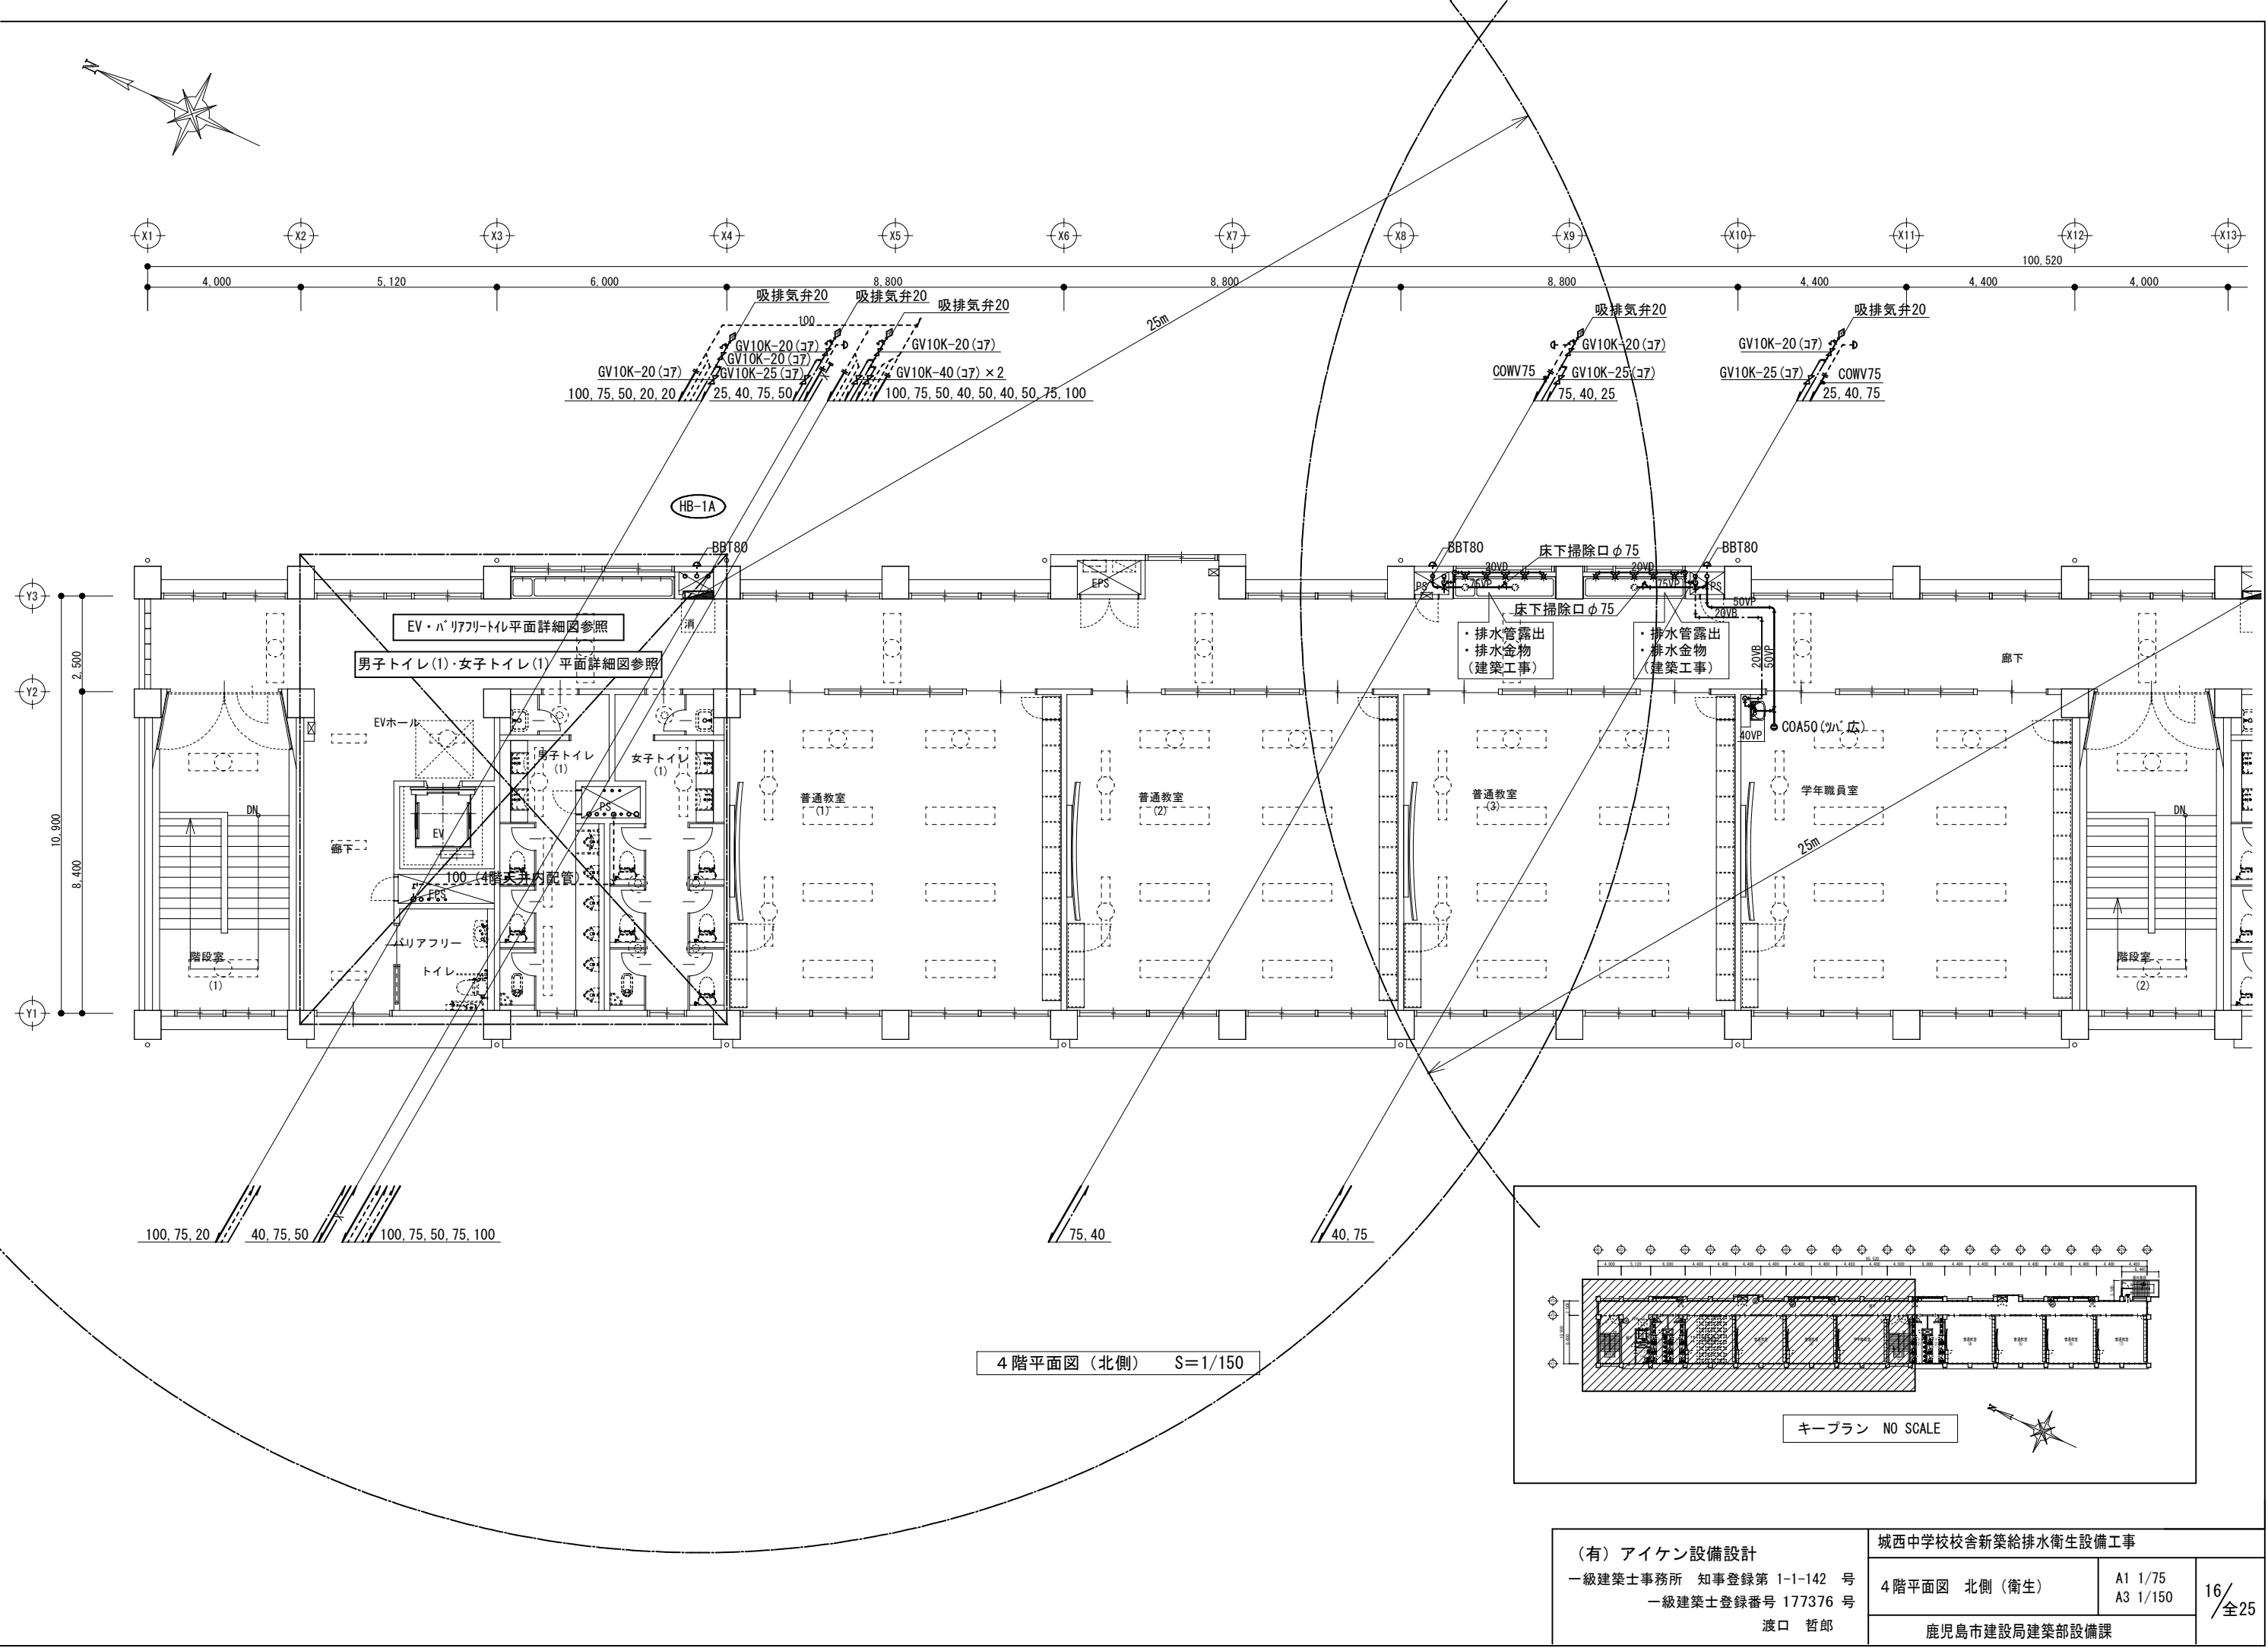 N
X1 X2 X3 X4 X5 X6 X7 X8 X9 X10 X11 X12 X13
100,520
4,000 5,120 6,000 8,800 8,800 8,800 4,400 4,400 4,000
25m
吸排気弁20
吸排気弁20
吸排気弁20
100
GV10K-20(ｺｱ)
GV10K-20(ｺｱ)
GV10K-20(ｺｱ)
GV10K-25(ｺｱ)
GV10K-20(ｺｱ)
GV10K-40(ｺｱ)×2
100,75,50,20,20
25,40,75,50
100,75,50,40,50,40,50,75,100
吸排気弁20
GV10K-20(ｺｱ)
COWV75
GV10K-25(ｺｱ)
75,40,25
吸排気弁20
GV10K-20(ｺｱ)
GV10K-25(ｺｱ)
COWV75
25,40,75
HB-1A
BBT80
BBT80
床下掃除口φ75
BBT80
Y3
Y2
Y1
2,500
8,400
10,900
EPS
PS
20VD
20VD
75VP
75VP
PS
床下掃除口φ75
50VP
20VB
20VB
50VP
消
EV・ﾊﾞﾘｱﾌﾘｰﾄｲﾚ平面詳細図参照
男子トイレ(1)・女子トイレ(1) 平面詳細図参照
・排水管露出
・排水金物
(建築工事)
・排水管露出
・排水金物
(建築工事)
廊下
EVホール
男子トイレ
(1)
女子トイレ
(1)
COA50(ﾂﾊﾞ広)
40VP
普通教室
(1)
普通教室
(2)
普通教室
(3)
学年職員室
PS
DN
DN
EV
廊下
25m
100 (4階天井内配管)
EPS
バリアフリー
トイレ
階段室
(1)
階段室
(2)
100,75,20
40,75,50
100,75,50,75,100
75,40
40,75
4階平面図(北側) S=1/150
キープラン NO SCALE
N
(有)アイケン設備設計
一級建築士事務所 知事登録第 1-1-142 号
一級建築士登録番号 177376 号
渡口 哲郎
城西中学校校舎新築給排水衛生設備工事
4階平面図 北側(衛生)
A1 1/75
A3 1/150
16/全25
鹿児島市建設局建築部設備課